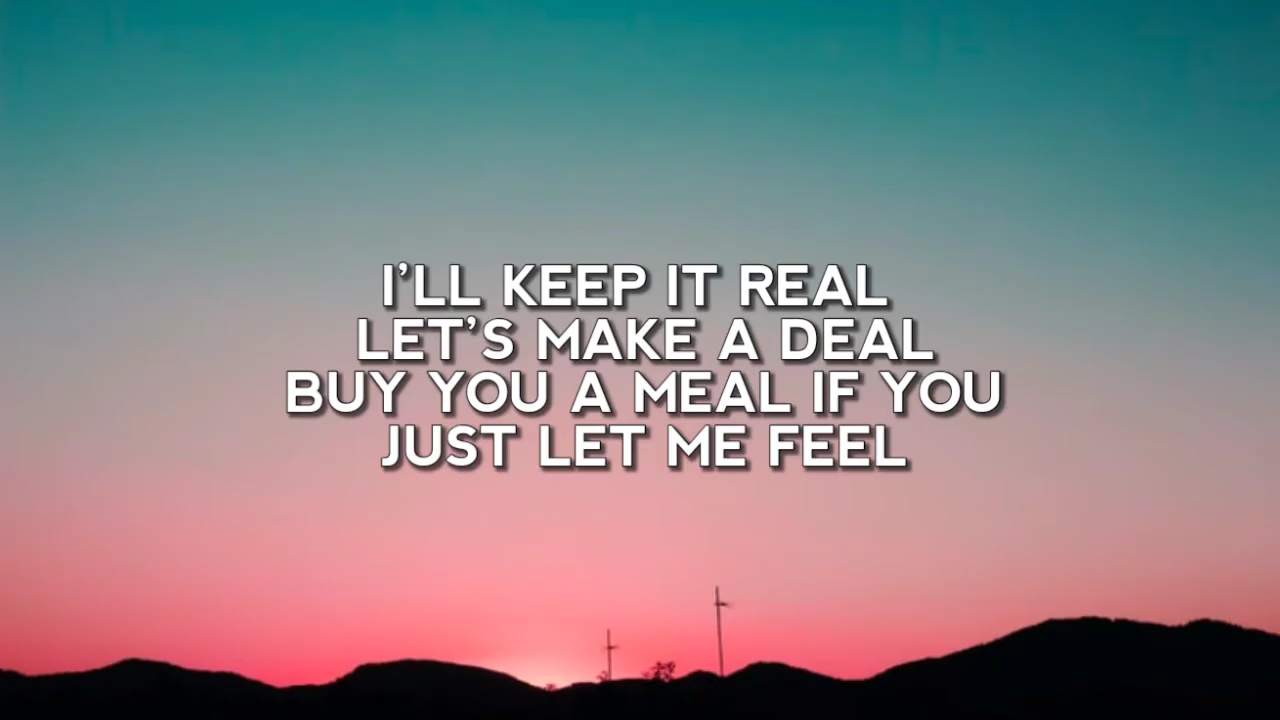 I'LL KEEP IT REAL
LET'S MAKE A DEAL
BUY YOU A MEAL IF YOU
JUST LET ME FEEL